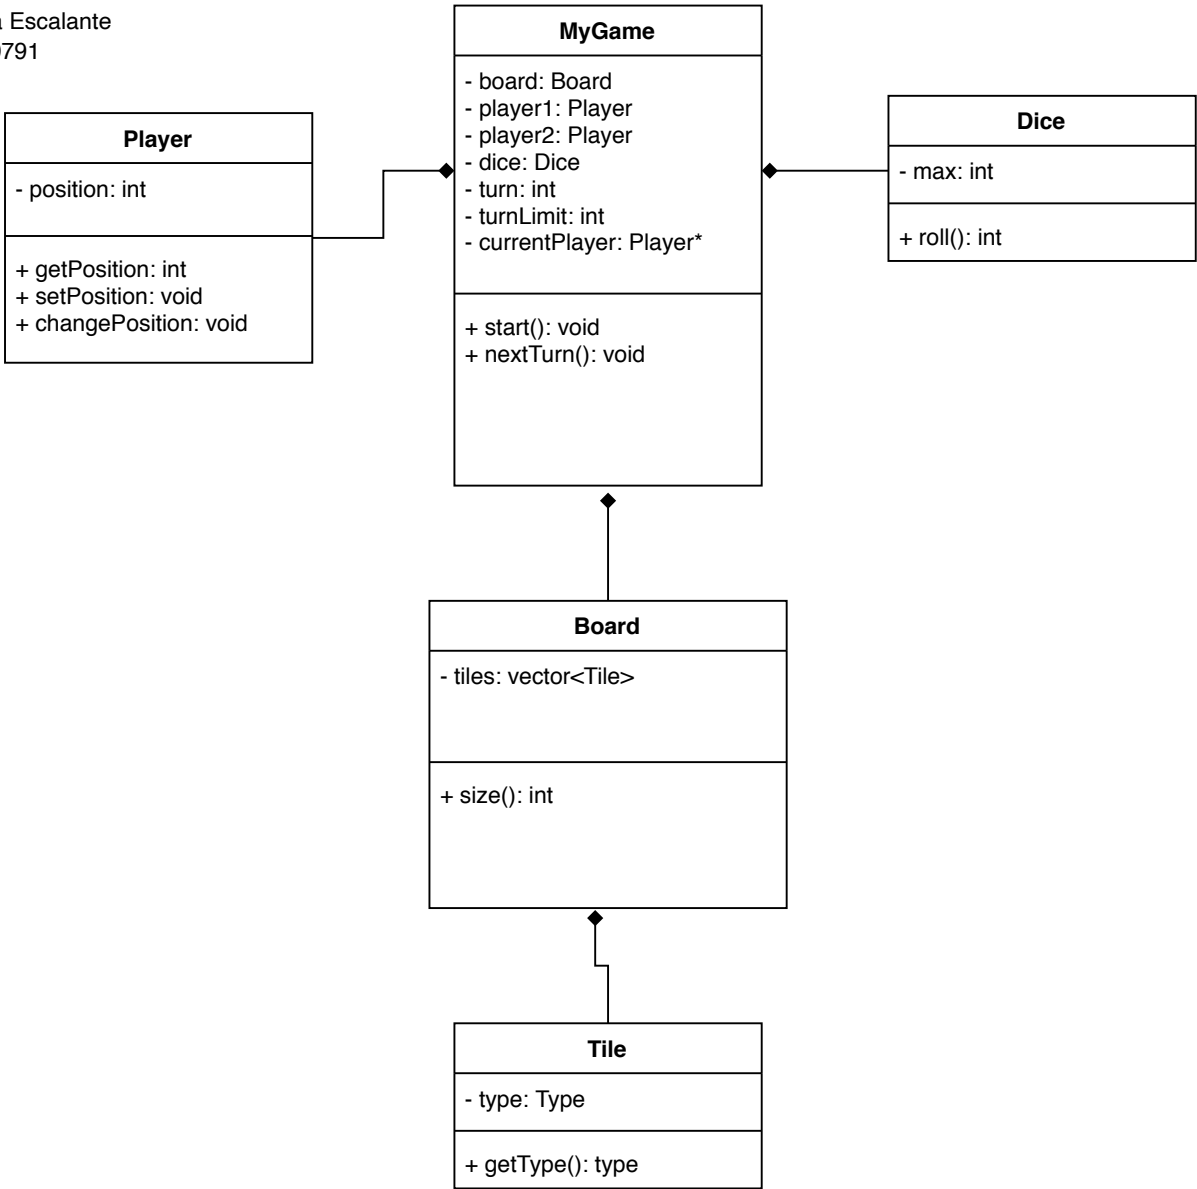 Escalante
MyGame
- board: Board
- player1: Player
- player2: Player
- dice: Dice
- turn: int
- turnLimit: int
- currentPlayer: Player*
+ start(): void
+ nextTurn(): void
Player
- position: int
+ getPosition: int
+ setPosition: void
+ changePosition: void
Dice
- max: int
+ roll(): int
Board
- tiles: vector<Tile>
+ size(): int
Tile
- type: Type
+ getType(): type